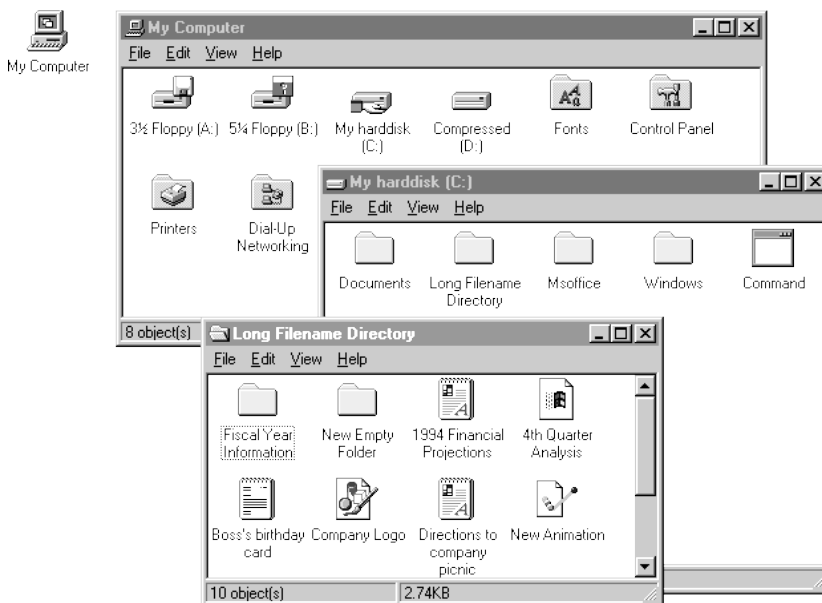 My Computer
My Computer
File Edit View Help
3½ Floppy (A:) 5¼ Floppy (B:) My harddisk (C:) Compressed (D:) Fonts Control Panel
Printers Dial-Up Networking
8 object(s)
My harddisk (C:)
File Edit View Help
Documents Long Filename Directory Msoffice Windows Command
Long Filename Directory
File Edit View Help
Fiscal Year Information New Empty Folder 1994 Financial Projections 4th Quarter Analysis
Boss's birthday card Company Logo Directions to company picnic New Animation
10 object(s) 2.74KB